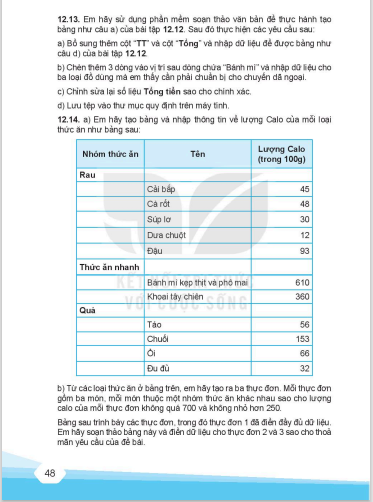 12.13. Em hãy sử dụng phần mềm soạn thảo văn bản để thực hành tạo
bảng như câu a) của bài tập 12.12. Sau đó thực hiện các yêu cầu sau:
a) Bổ sung thêm cột "TT" và cột "Tổng" và nhập dữ liệu để được bảng như
câu d) của bài tập 12.12.
b) Chèn thêm 3 dòng vào vị trí sau dòng chứa "Bánh mì" và nhập dữ liệu cho
ba loại đồ dùng mà em thấy cần phải chuẩn bị cho chuyến dã ngoại.
c) Chỉnh sửa lại số liệu Tổng tiền sao cho chính xác.
d) Lưu tệp vào thư mục quy định trên máy tính.
12.14. a) Em hãy tạo bảng và nhập thông tin về lượng Calo của mỗi loại
thức ăn như bảng sau:
Nhóm thức ăn Tên Lượng Calo
(trong 100g)
Rau
Cải bắp 45
Cà rốt 48
Súp lơ 30
Dưa chuột 12
Đậu 93
Thức ăn nhanh
Bánh mì kẹp thịt và phô mai 610
Khoai tây chiên 360
Quả
Táo 56
Chuối 153
Ổi 66
Đu đủ 32
KẾT NỐI TRI THỨC
VỚI CUỘC SỐNG
b) Từ các loại thức ăn ở bảng trên, em hãy tạo ra ba thực đơn. Mỗi thực đơn
gồm ba món, mỗi món thuộc một nhóm thức ăn khác nhau sao cho lượng
calo của mỗi thực đơn không quá 700 và không nhỏ hơn 250.
Bảng sau trình bày các thực đơn, trong đó thực đơn 1 đã điền đầy đủ dữ liệu.
Em hãy soạn thảo bảng này và điền dữ liệu cho thực đơn 2 và 3 sao cho thoả
mãn yêu cầu của đề bài.
48